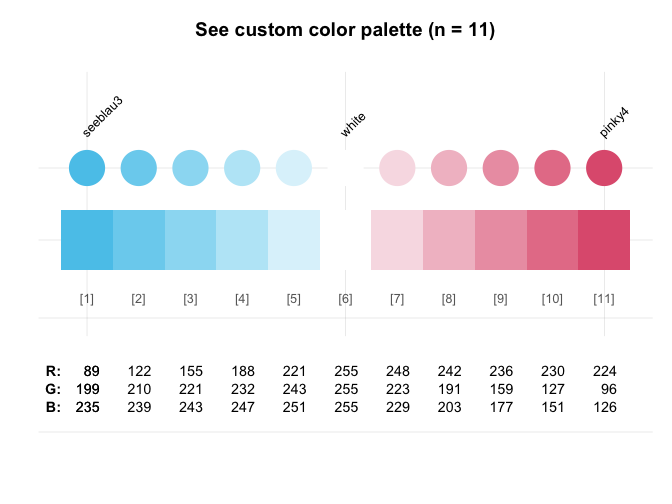 See custom color palette (n = 11)
seeblau3 white pinky4
[1] [2] [3] [4] [5] [6] [7] [8] [9] [10] [11]
R: 89 122 155 188 221 255 248 242 236 230 224
G: 199 210 221 232 243 255 223 191 159 127 96
B: 235 239 243 247 251 255 229 203 177 151 126